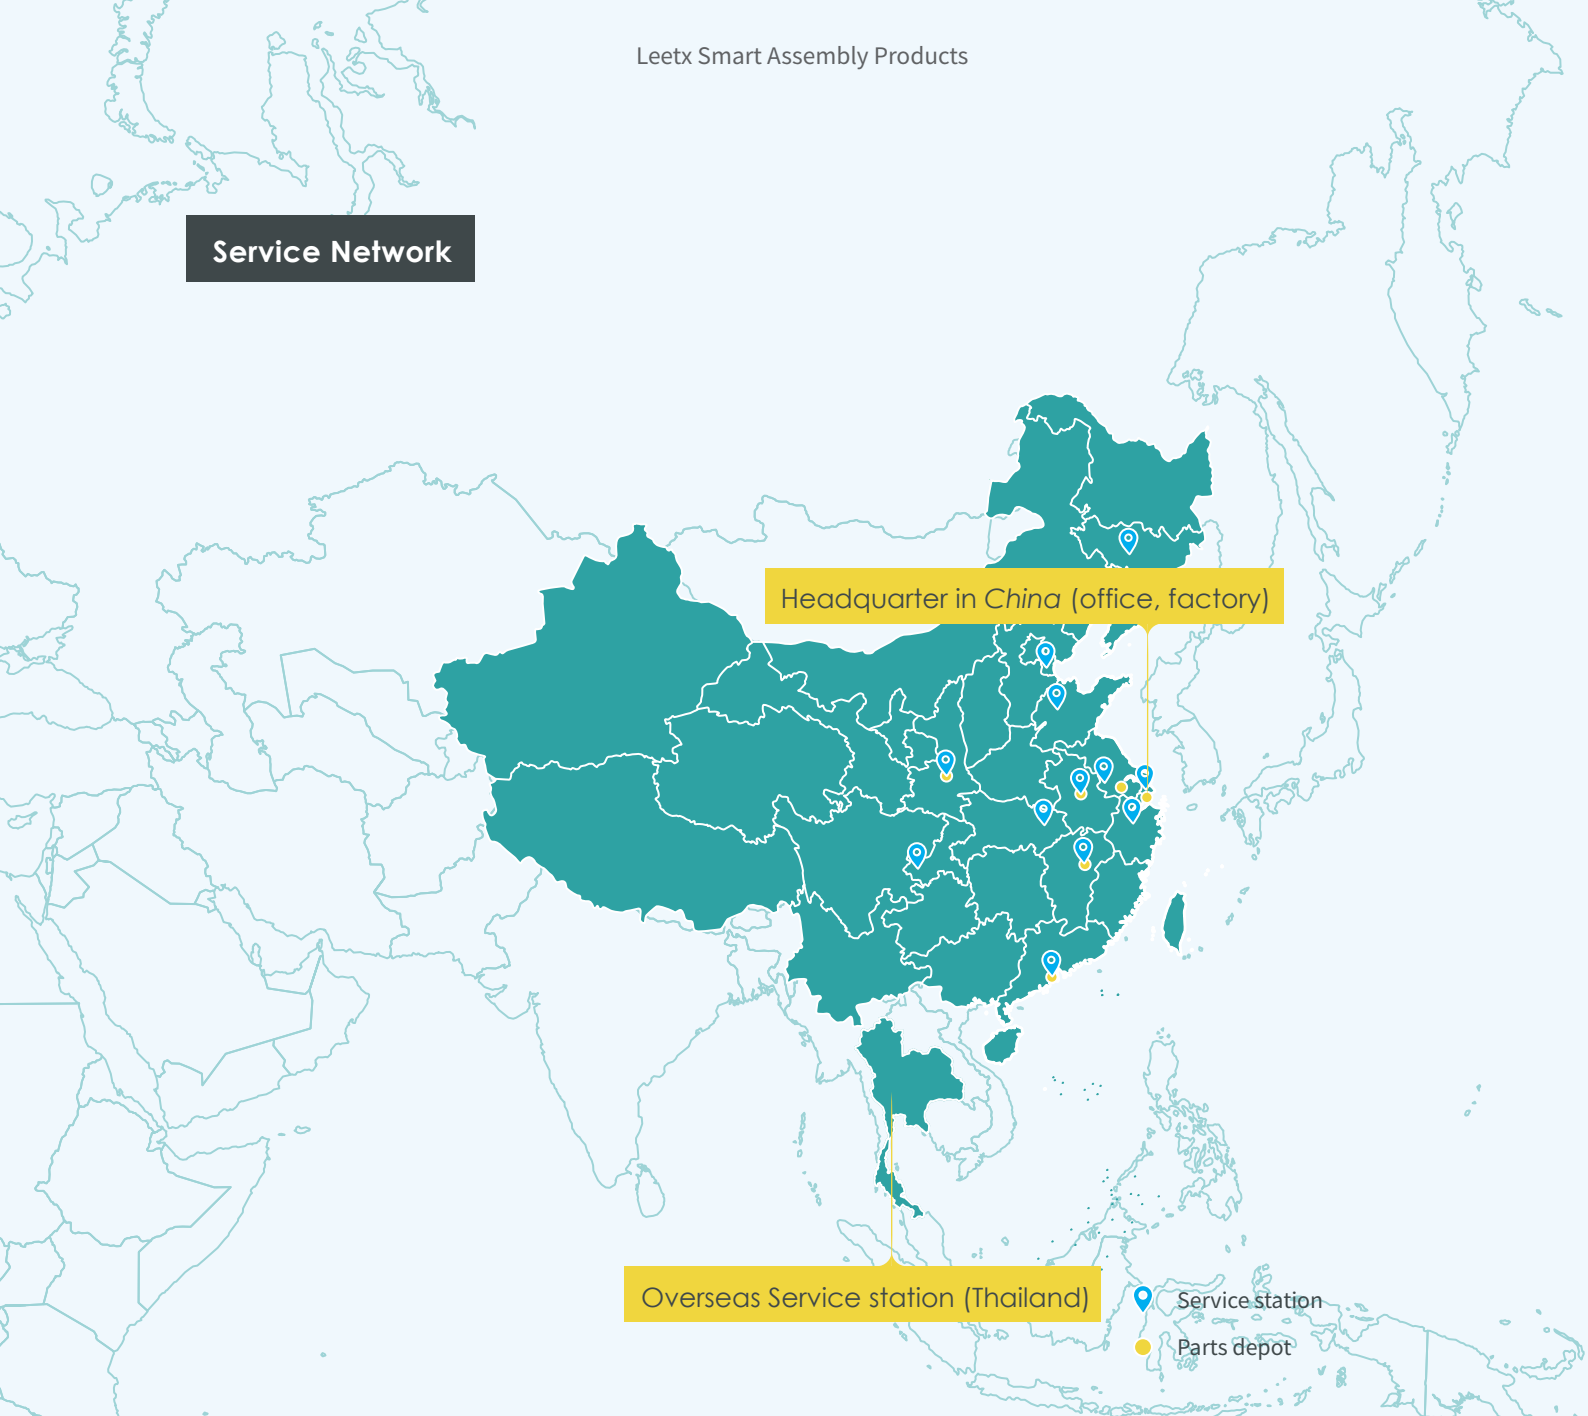 Leetx Smart Assembly Products
Service Network
Headquarter in China (office, factory)
Overseas Service station (Thailand)
Service station
Parts depot